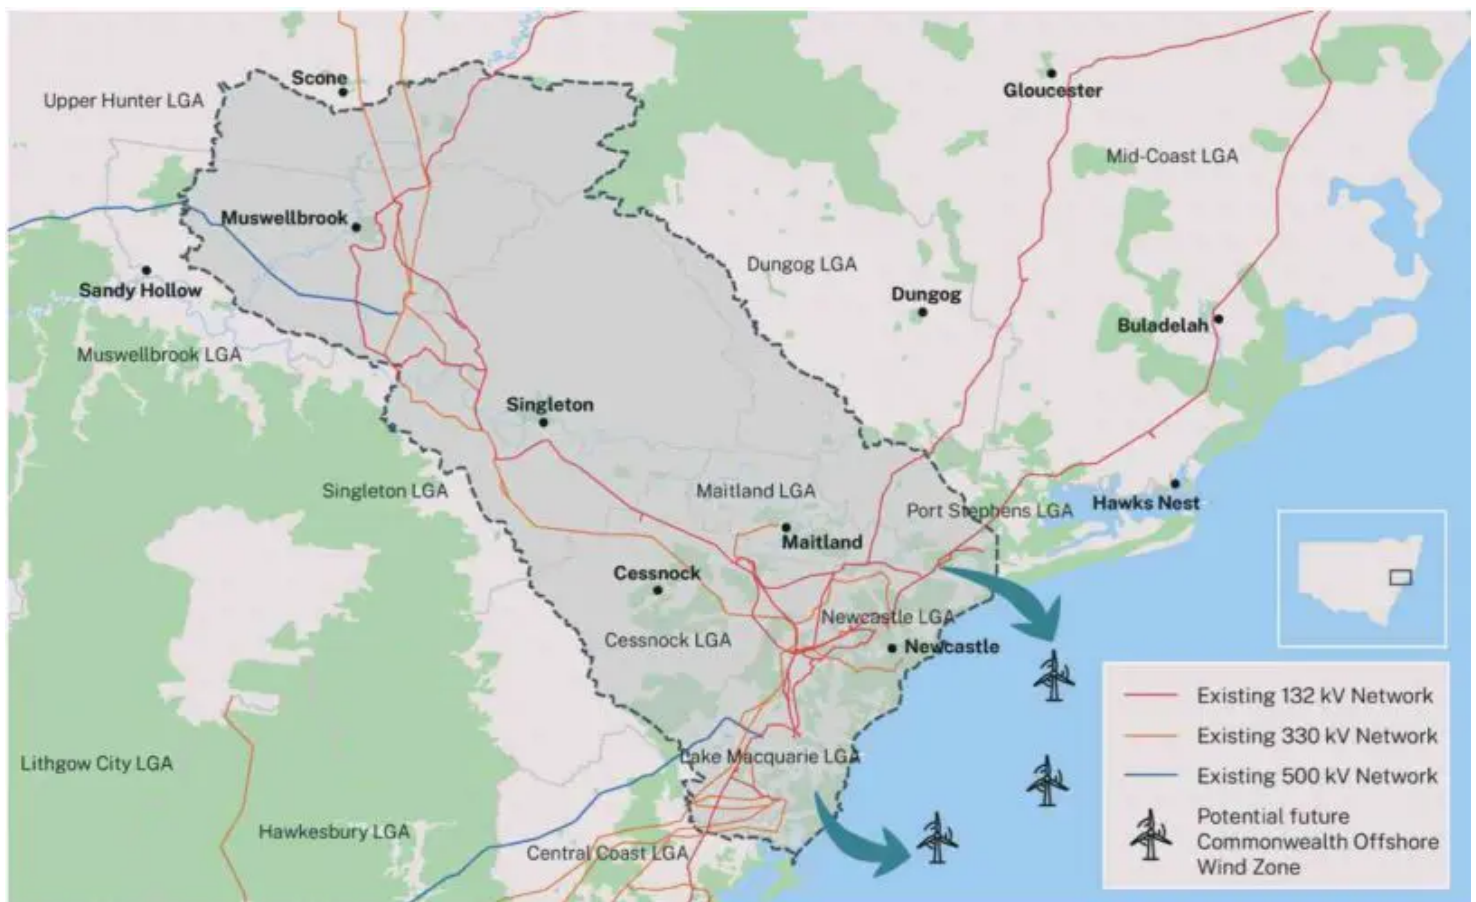 Scone
Gloucester
Upper Hunter LGA
Mid-Coast LGA
Muswellbrook
Dungog LGA
Sandy Hollow
Dungog
Buladelah
Muswellbrook LGA
Singleton
Singleton LGA
Maitland LGA
Hawks Nest
Port Stephens LGA
Maitland
Cessnock
Newcastle LGA
Cessnock LGA
Newcastle
Lake Macquarie LGA
Lithgow City LGA
Hawkesbury LGA
Central Coast LGA
Existing 132 kV Network
Existing 330 kV Network
Existing 500 kV Network
Potential future
Commonwealth Offshore
Wind Zone